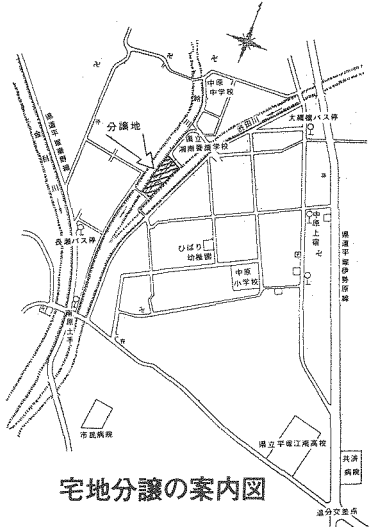 中原
中学校
分譲地
渋田川
大縄橋バス停
県立
湘南養護学校
長瀬バス停
ひばり
幼稚園
中原
小学校
中原上宿
県道平塚伊勢原線
市民病院
県立平塚江南高校
共済
病院
追分交差点
宅地分譲の案内図